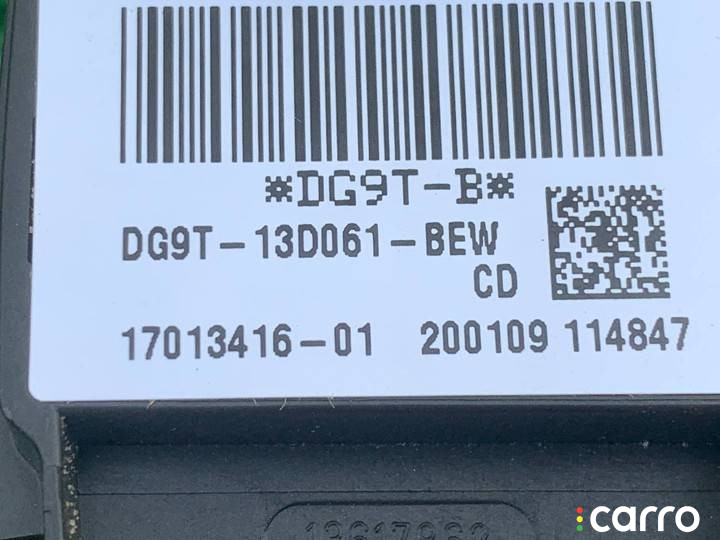 *DG9T-B*
DG9T-13D061-BEW
CD
17013416-01 200109 114847
carro